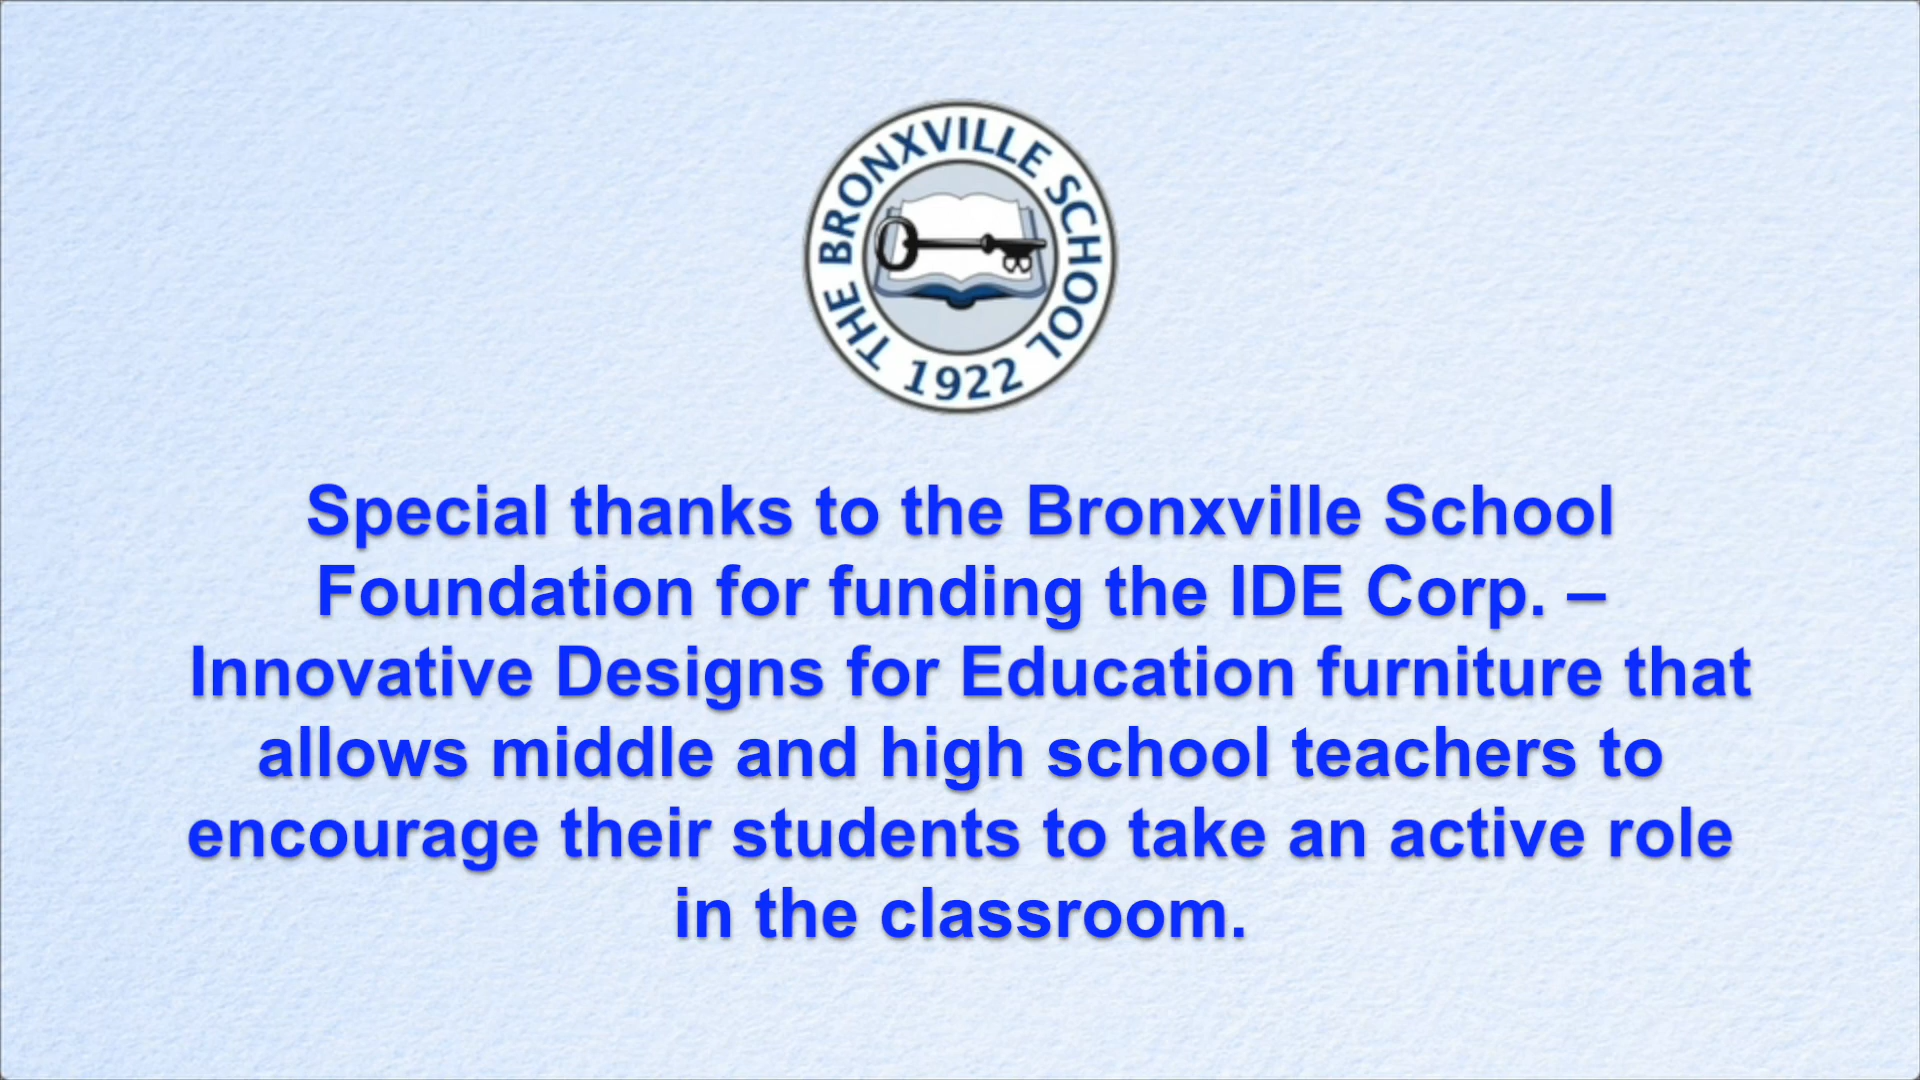 THE BRONXVILLE SCHOOL
1922
Special thanks to the Bronxville School
Foundation for funding the IDE Corp. –
Innovative Designs for Education furniture that
allows middle and high school teachers to
encourage their students to take an active role
in the classroom.